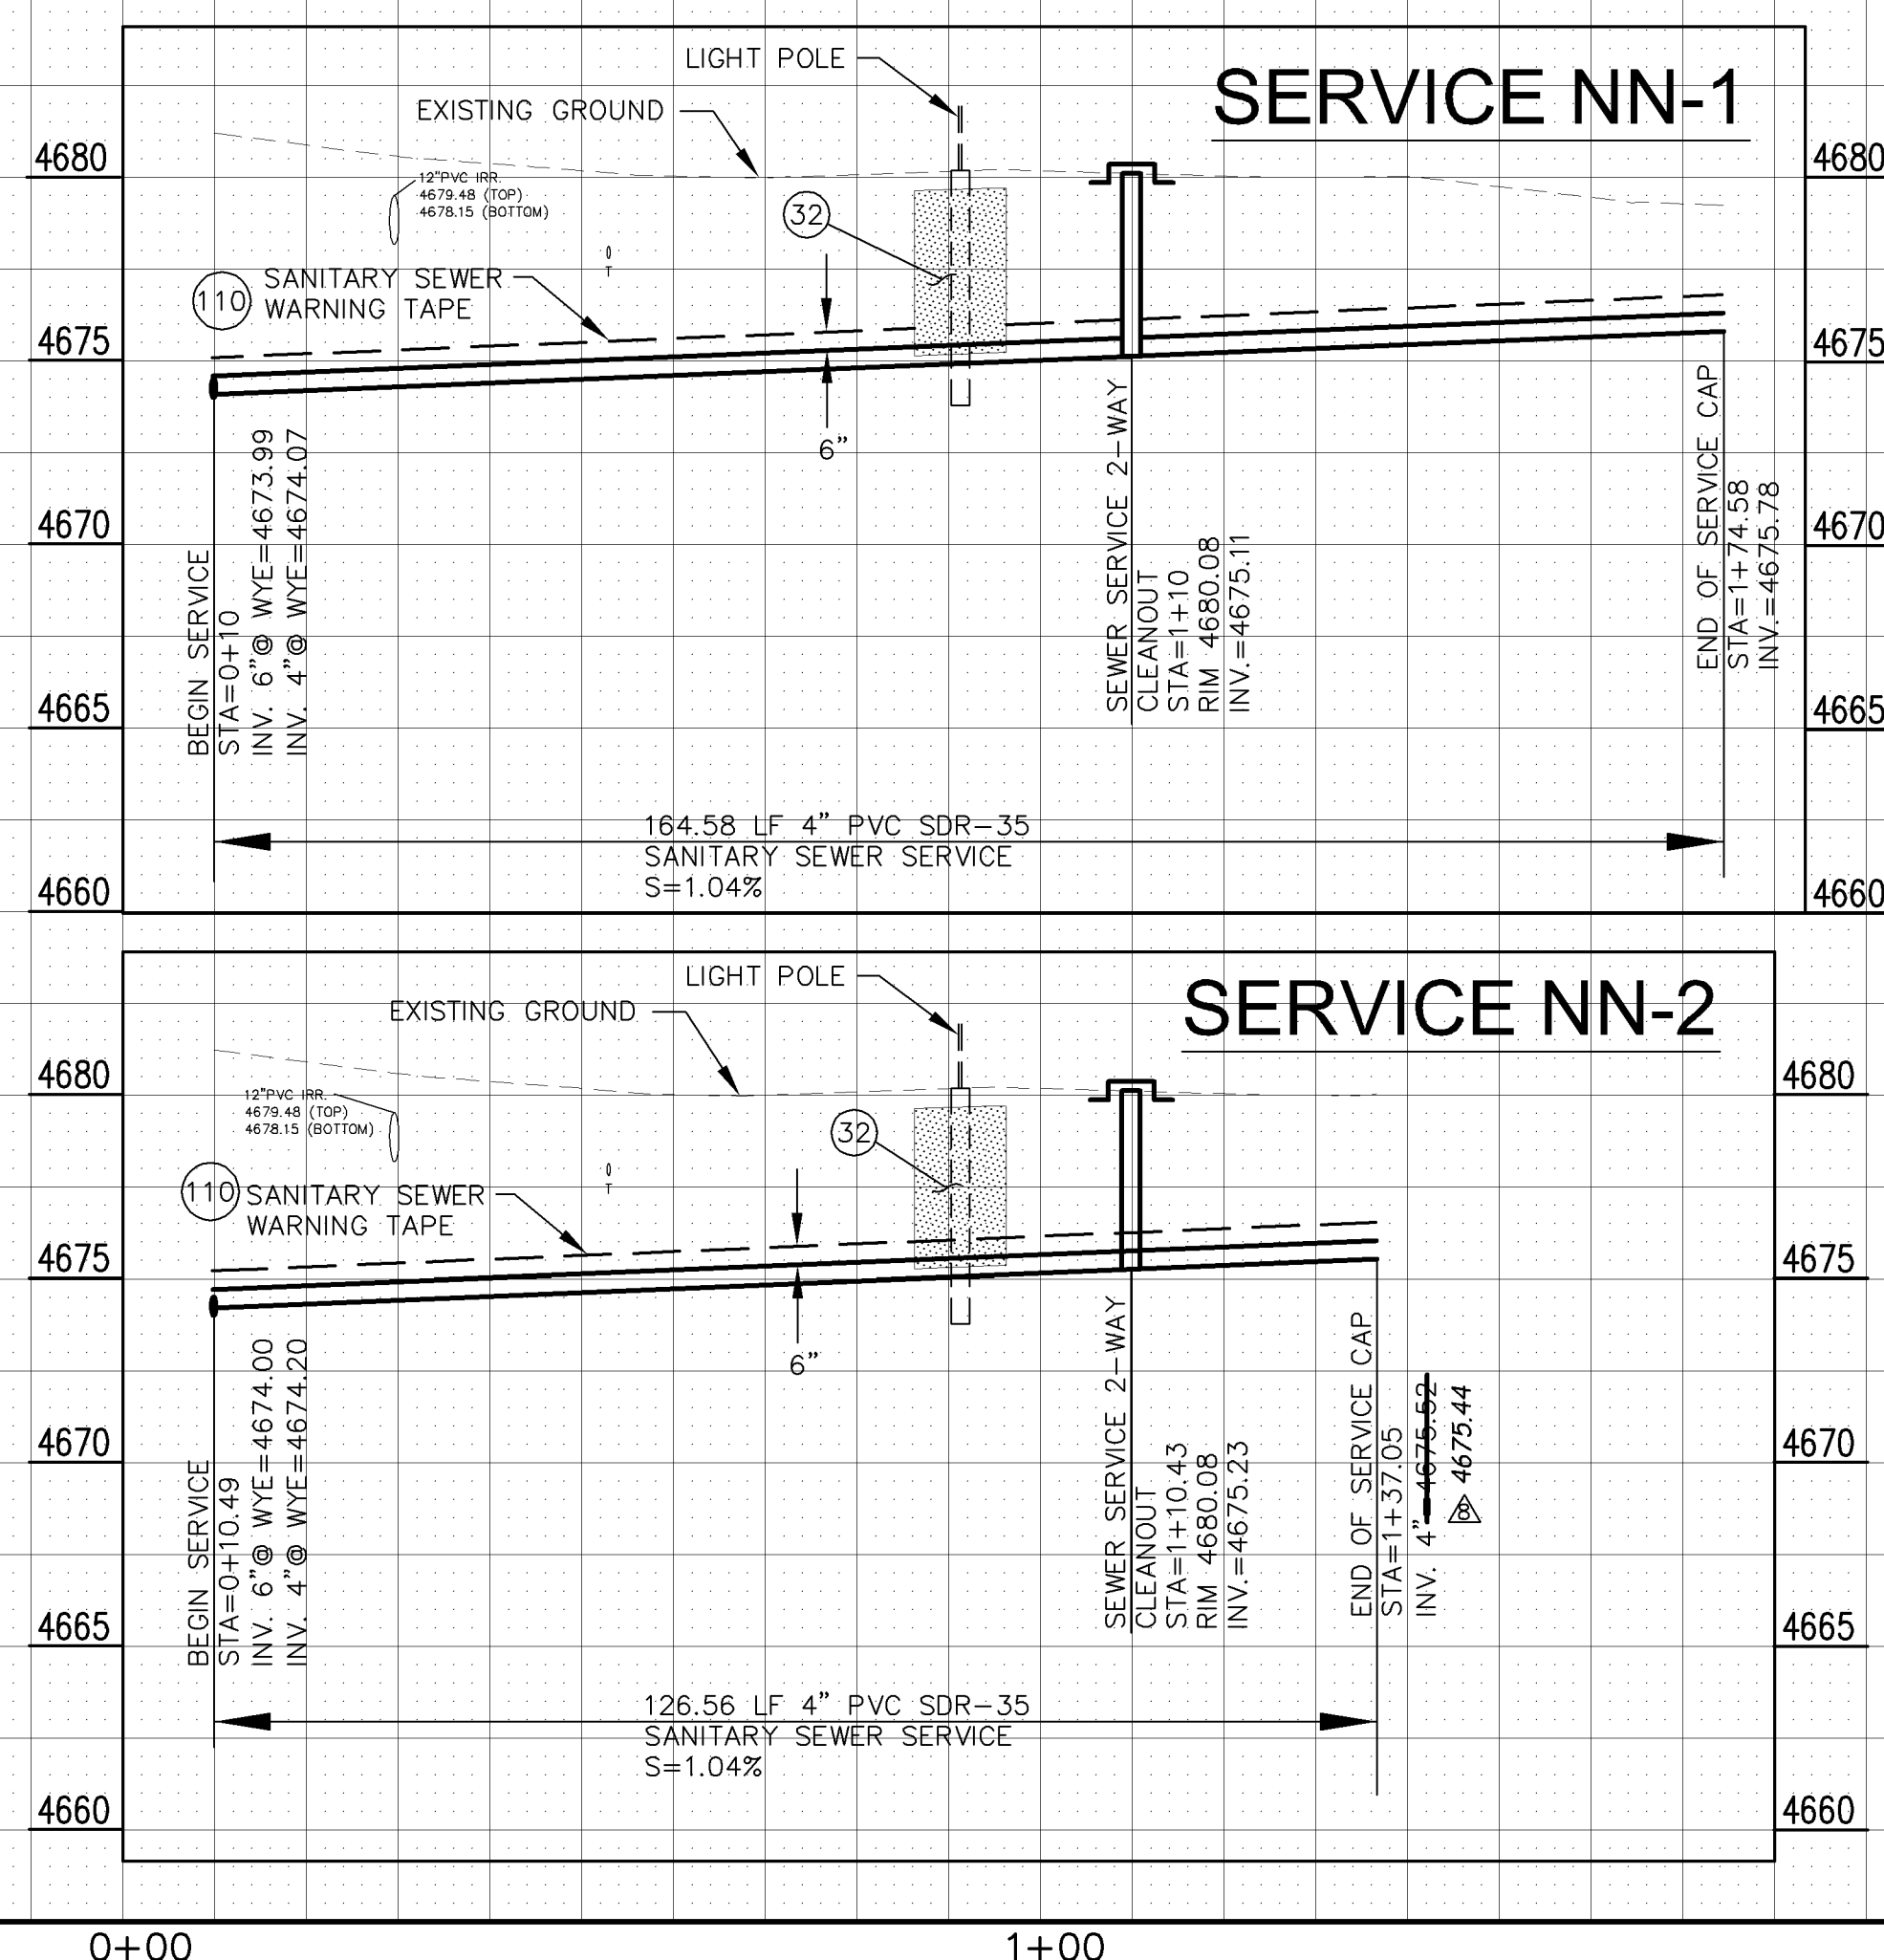 LIGHT POLE
SERVICE NN-1
EXISTING GROUND
4680
4680
12"PVC IRR.
4679.48 (TOP)
4678.15 (BOTTOM)
32
110
SANITARY SEWER
WARNING TAPE
T
4675
4675
6"
4670
4670
4665
4665
4660
4660
BEGIN SERVICE
STA=0+10
INV. 6"@ WYE=4673.99
INV. 4"@ WYE=4674.07
SEWER SERVICE 2-WAY
CLEANOUT
STA=1+10
RIM 4680.08
INV.=4675.11
END OF SERVICE CAP
STA=1+74.58
INV.=4675.78
164.58 LF 4" PVC SDR-35
SANITARY SEWER SERVICE
S=1.04%
LIGHT POLE
SERVICE NN-2
EXISTING GROUND
4680
4680
12"PVC IRR.
4679.48 (TOP)
4678.15 (BOTTOM)
32
110
SANITARY SEWER
WARNING TAPE
T
4675
4675
6"
4670
4670
4665
4665
4660
4660
BEGIN SERVICE
STA=0+10.49
INV. 6"@ WYE=4674.00
INV. 4"@ WYE=4674.20
SEWER SERVICE 2-WAY
CLEANOUT
STA=1+10.43
RIM 4680.08
INV.=4675.23
END OF SERVICE CAP
STA=1+37.05
INV. 4"=4675.52
8 4675.44
126.56 LF 4" PVC SDR-35
SANITARY SEWER SERVICE
S=1.04%
0+00
1+00